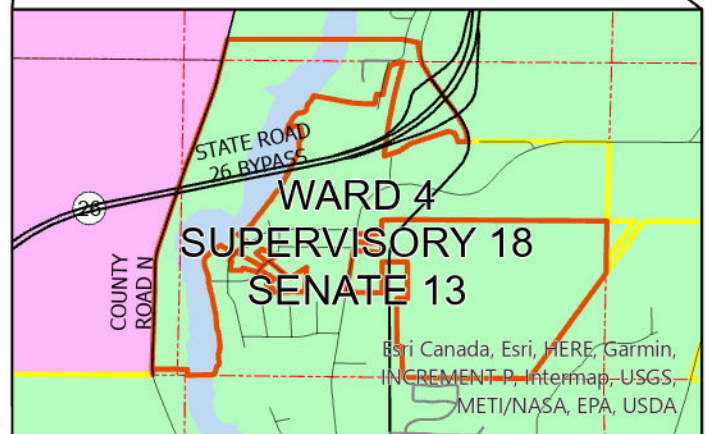 STATE ROAD
26 BYPASS
26
WARD 4
SUPERVISORY 18
SENATE 13
COUNTY
ROAD N
Esri Canada, Esri, HERE, Garmin,
INCREMENT P, Intermap, USGS,
METI/NASA, EPA, USDA